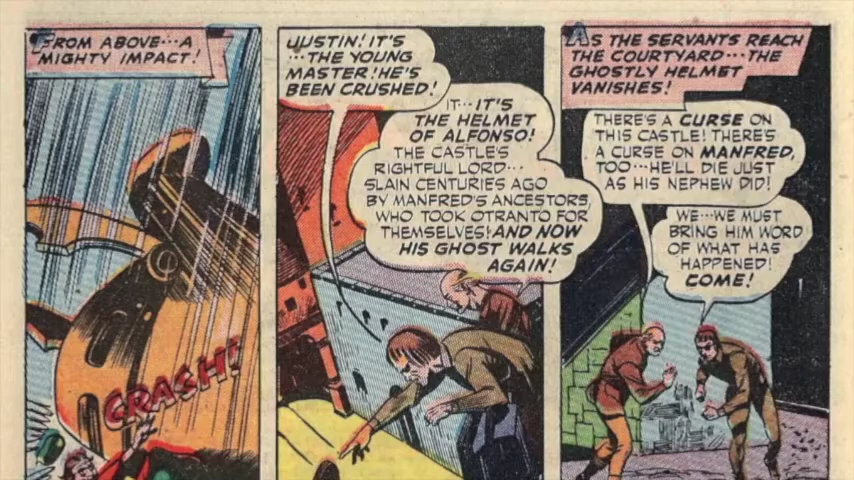 FROM ABOVE...A
MIGHTY IMPACT!
CRASH!
JUSTIN! IT'S
...THE YOUNG
MASTER! HE'S
BEEN CRUSHED!
IT...IT'S
THE HELMET
OF ALFONSO!
THE CASTLE'S
RIGHTFUL LORD...
SLAIN CENTURIES AGO
BY MANFRED'S ANCESTORS,
WHO TOOK OTRANTO FOR
THEMSELVES! AND NOW
HIS GHOST WALKS
AGAIN!
AS THE SERVANTS REACH
THE COURTYARD...THE
GHOSTLY HELMET
VANISHES!
THERE'S A CURSE ON
THIS CASTLE! THERE'S
A CURSE ON MANFRED,
TOO...HE'LL DIE JUST
AS HIS NEPHEW DID!
WE...WE MUST
BRING HIM WORD
OF WHAT HAS
HAPPENED!
COME!